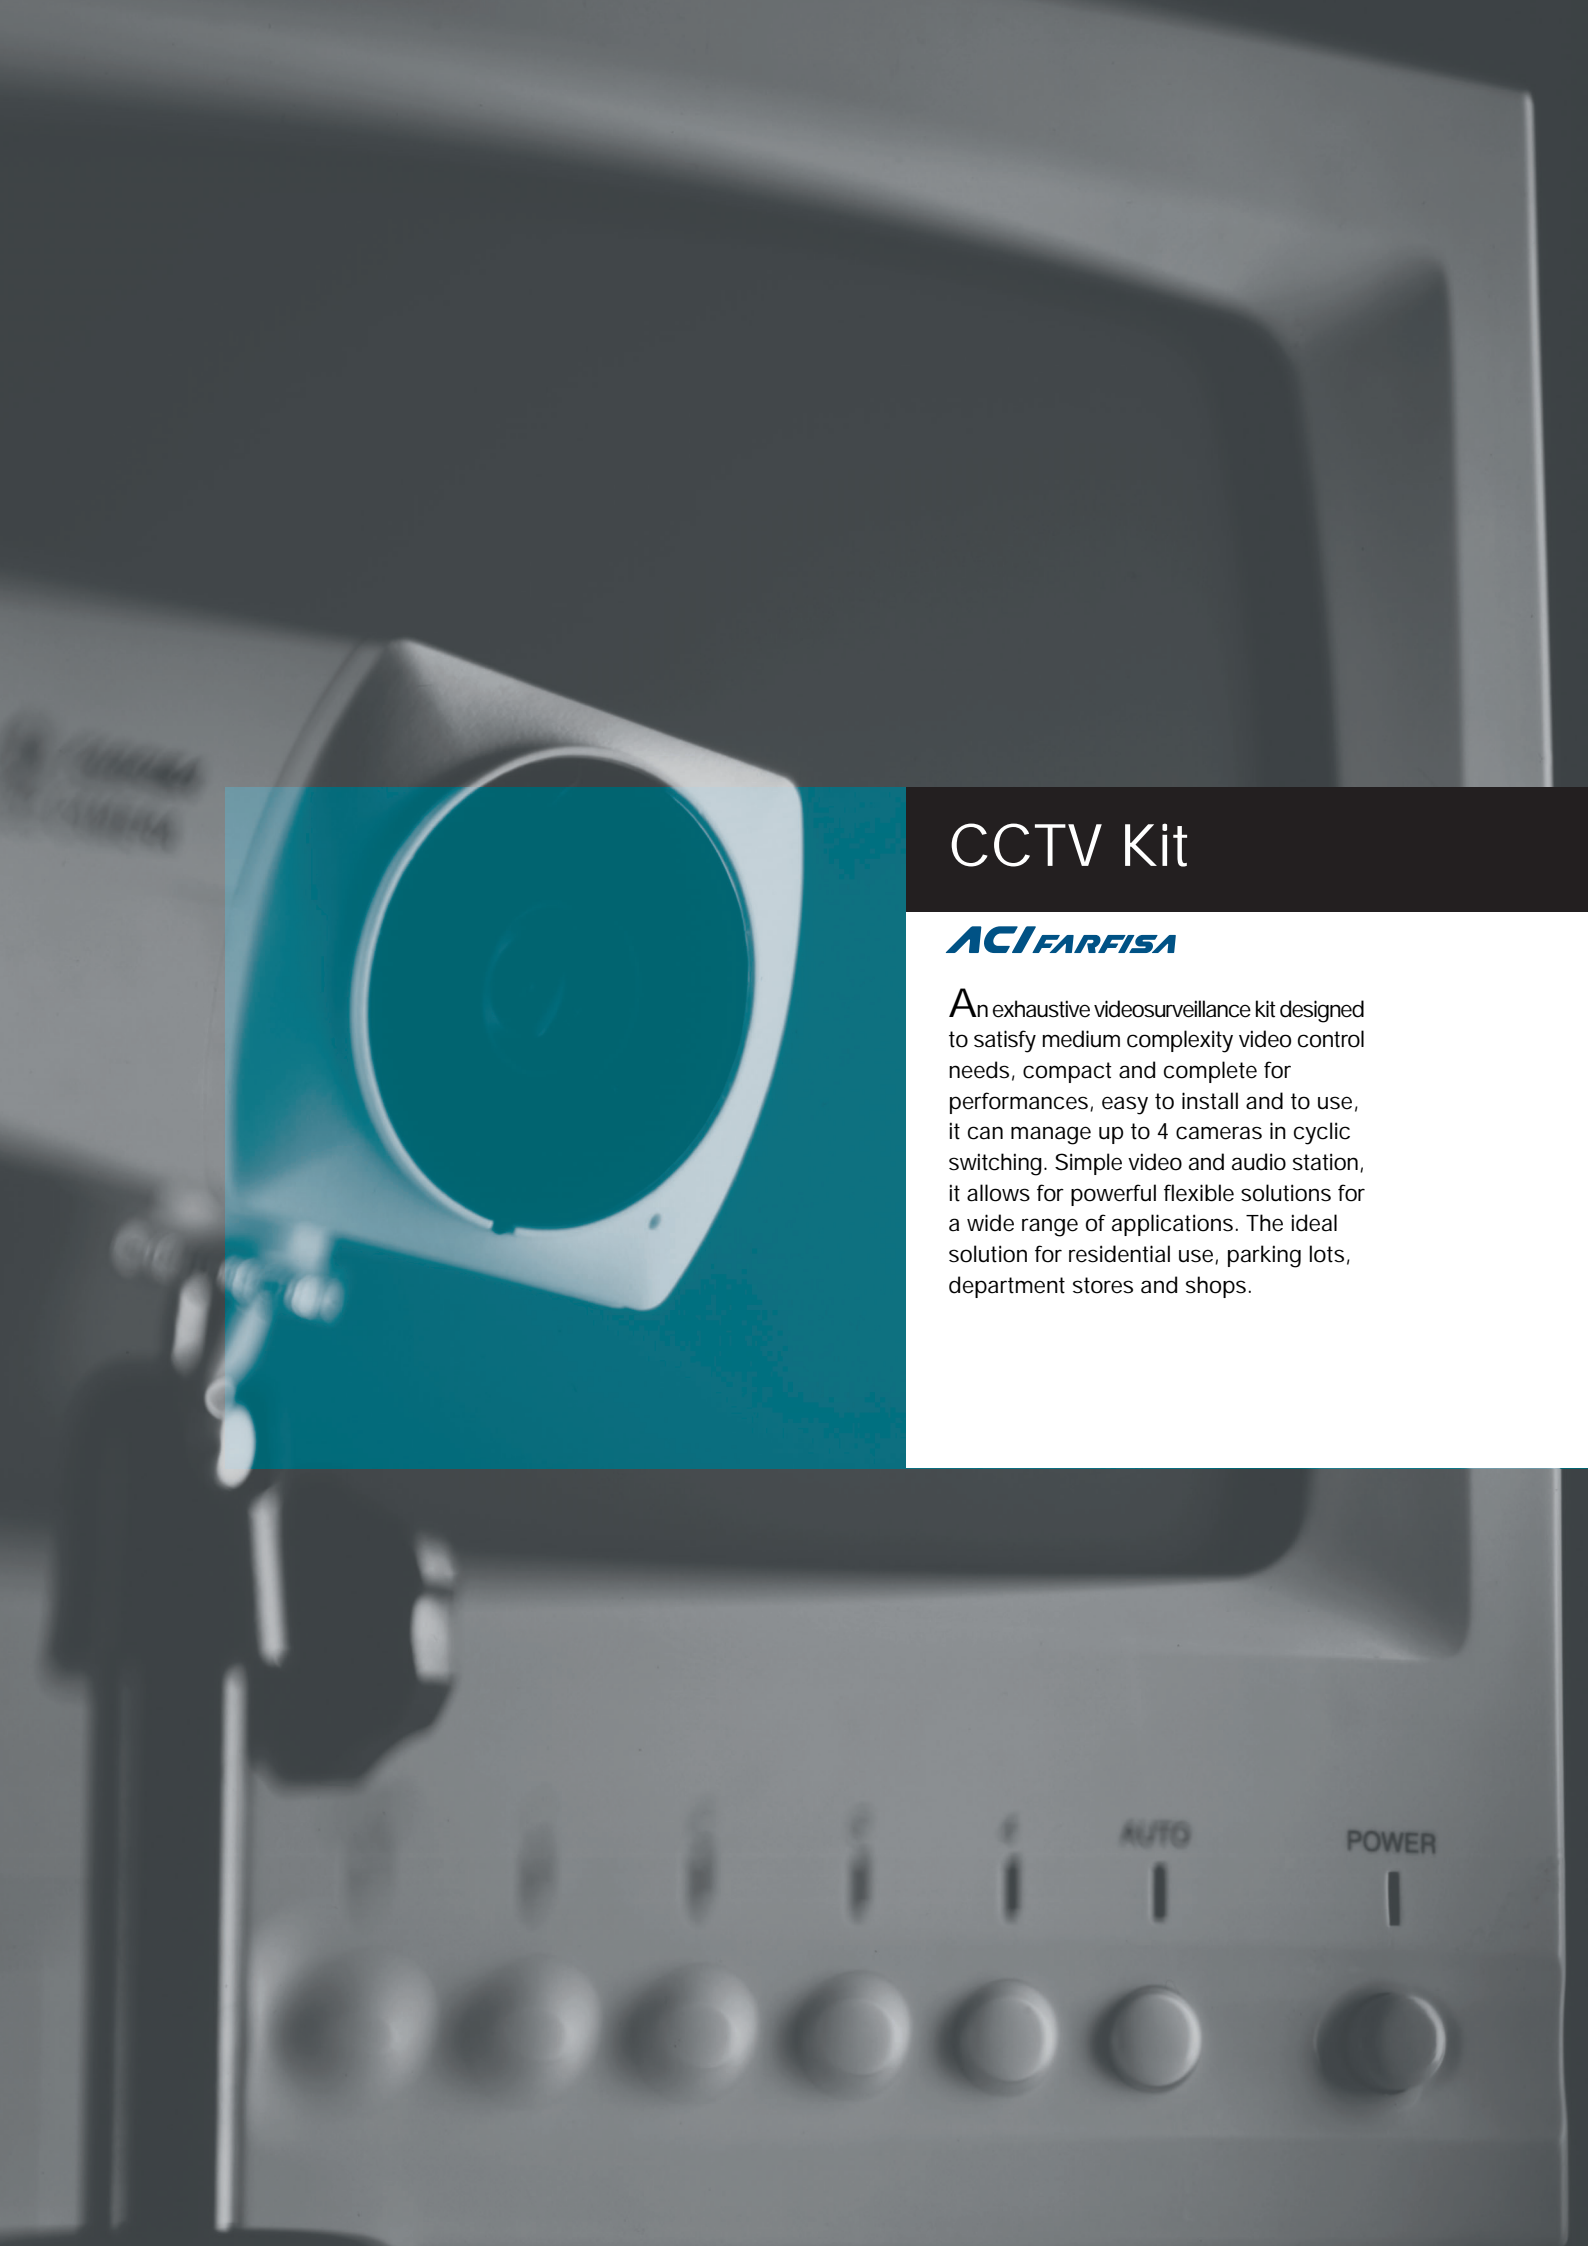 CCTV Kit
ACI FARFISA
An exhaustive videosurveillance kit designed
to satisfy medium complexity video control
needs, compact and complete for
performances, easy to install and to use,
it can manage up to 4 cameras in cyclic
switching. Simple video and audio station,
it allows for powerful flexible solutions for
a wide range of applications. The ideal
solution for residential use, parking lots,
department stores and shops.
AUTO
POWER